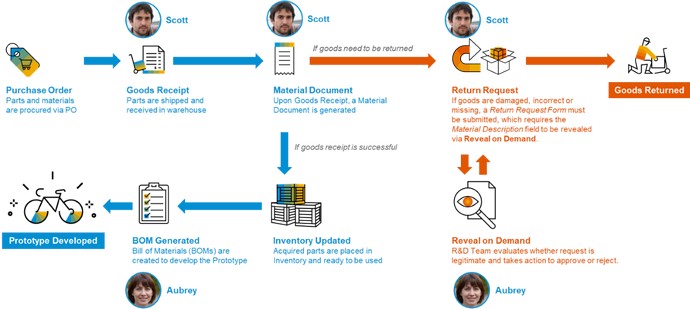 Scott
Scott
Scott
If goods need to be returned
Purchase Order
Parts and materials
are procured via PO
Goods Receipt
Parts are shipped and
received in warehouse
Material Document
Upon Goods Receipt, a Material
Document is generated
Return Request
If goods are damaged, incorrect or
missing, a Return Request Form must
be submitted, which requires the
Material Description field to be revealed
via Reveal on Demand.
Goods Returned
If goods receipt is successful
Prototype Developed
BOM Generated
Bill of Materials (BOMs) are
created to develop the Prototype
Inventory Updated
Acquired parts are placed in
Inventory and ready to be used
Reveal on Demand
R&D Team evaluates whether request is
legitimate and takes action to approve or reject.
Aubrey
Aubrey